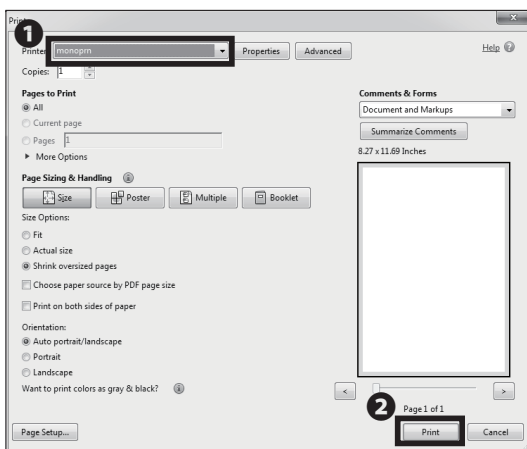 Print
x
1
Printer: monoprn Properties Advanced Help
Copies: 1
Pages to Print
All
Current page
Pages 1
More Options
Page Sizing & Handling i
Size Poster Multiple Booklet
Size Options:
Fit
Actual size
Shrink oversized pages
Choose paper source by PDF page size
Print on both sides of paper
Orientation:
Auto portrait/landscape
Portrait
Landscape
Want to print colors as gray & black? i
Comments & Forms
Document and Markups
Summarize Comments
8.27 x 11.69 Inches
< >
2
Page 1 of 1
Page Setup... Print Cancel